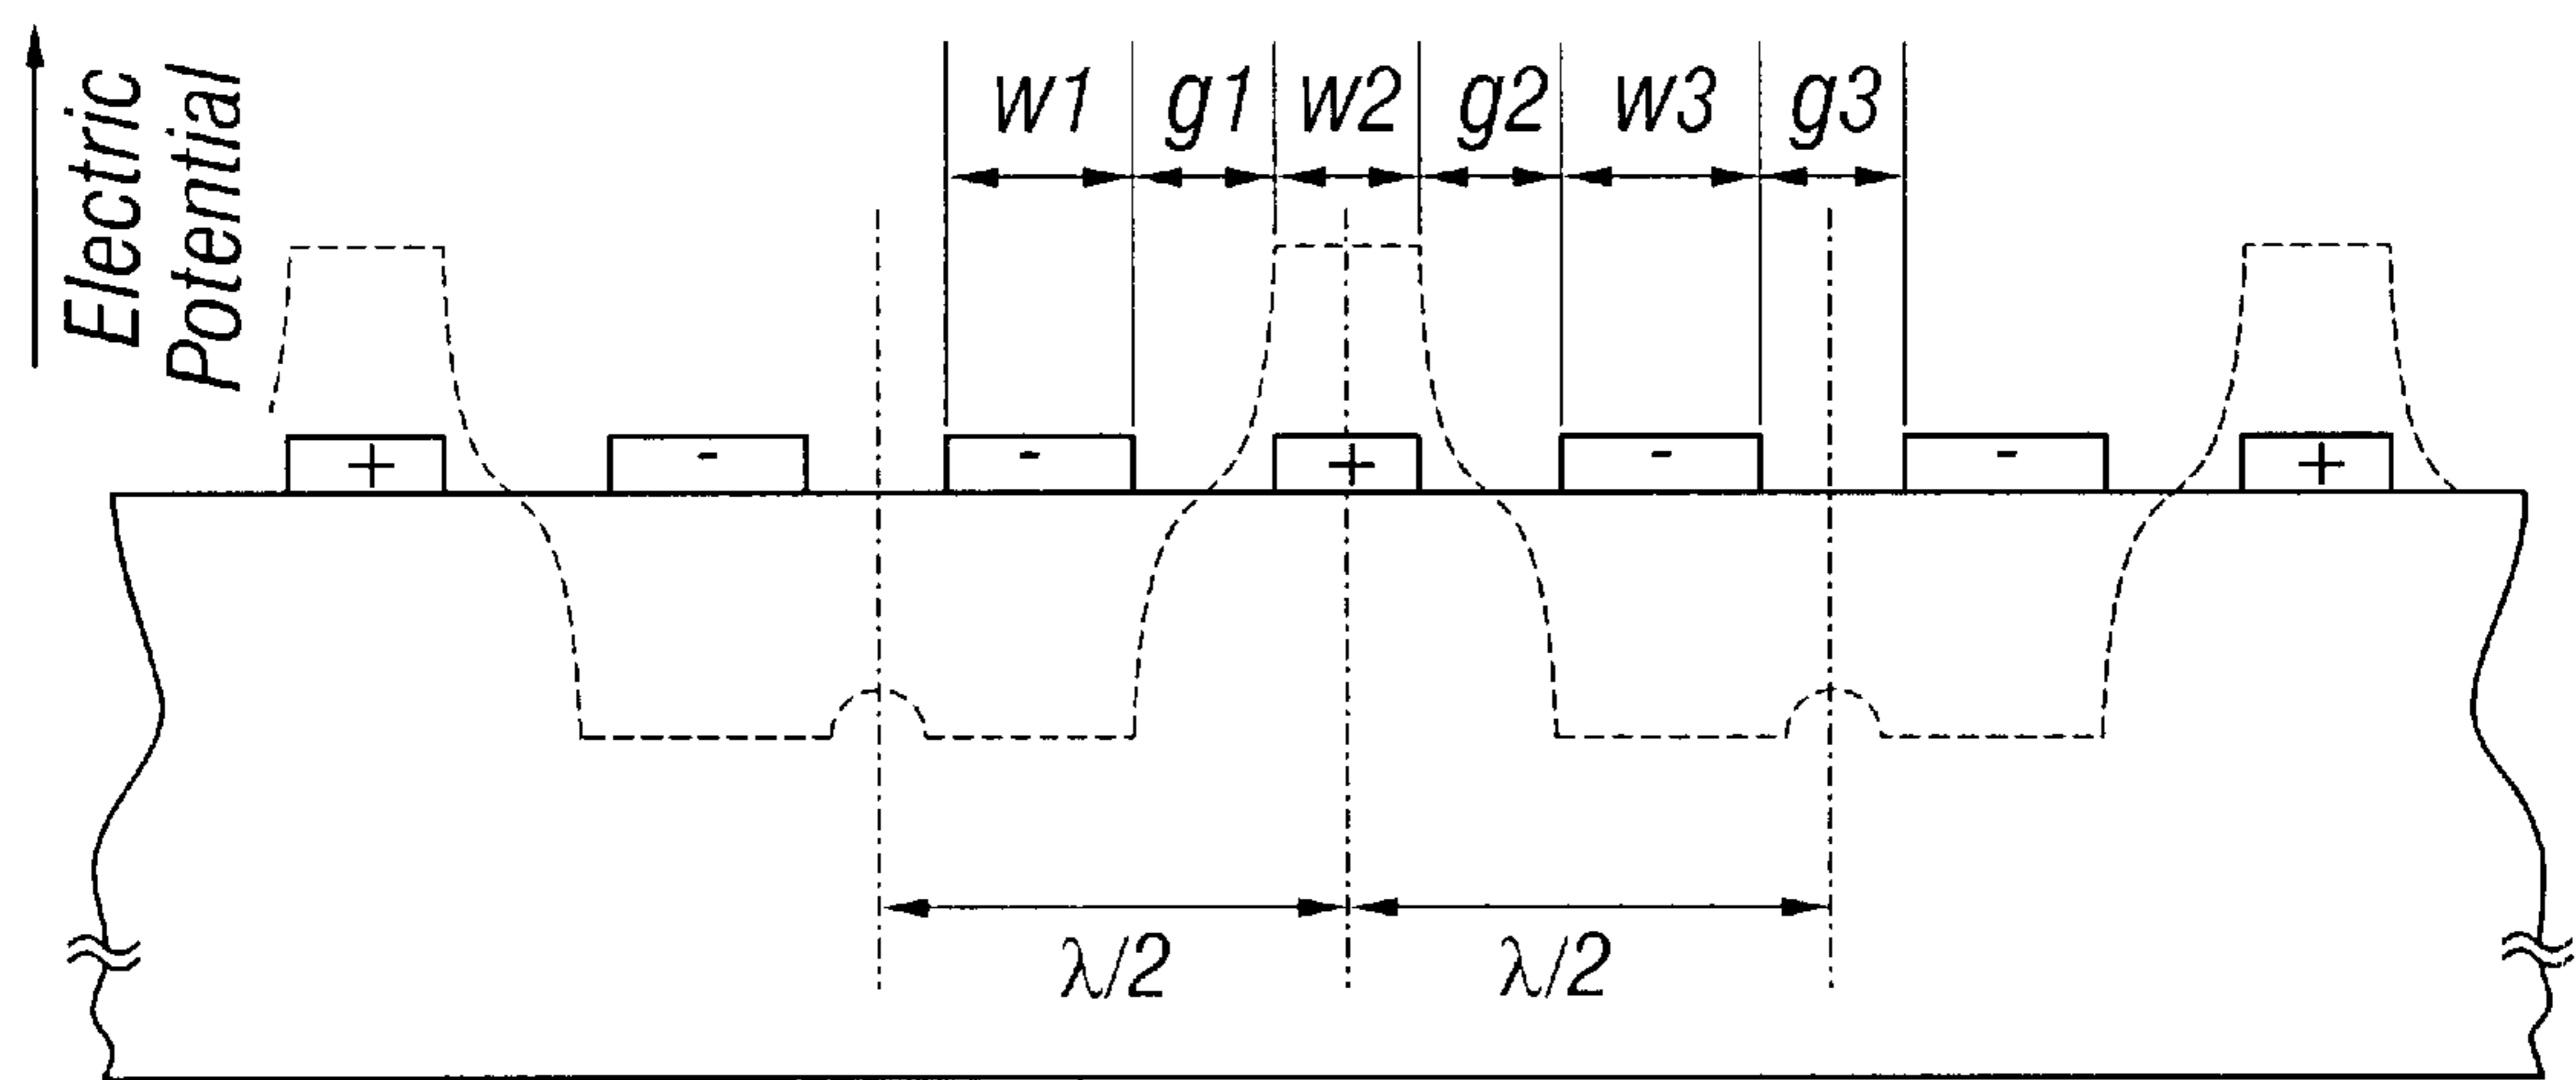 Electric
Potential
w1 g1 w2 g2 w3 g3
+ - - + - - +
λ/2 λ/2